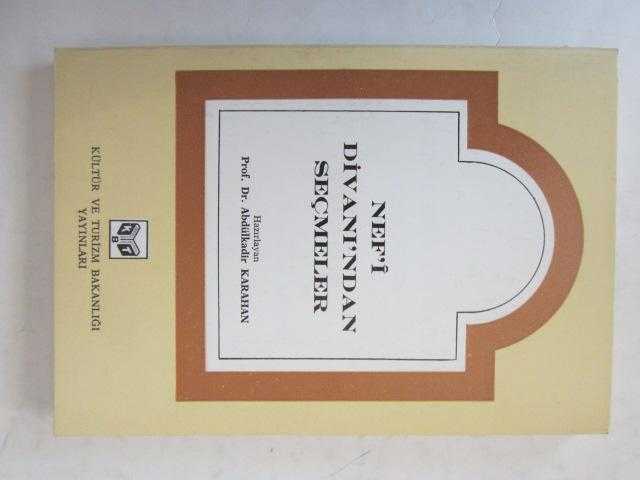 NEF'Î
DİVANI'NDAN
SEÇMELER
Hazırlayan
Prof. Dr. Abdülkadir KARAHAN
K T
B
KÜLTÜR VE TURİZM BAKANLIĞI
YAYINLARI